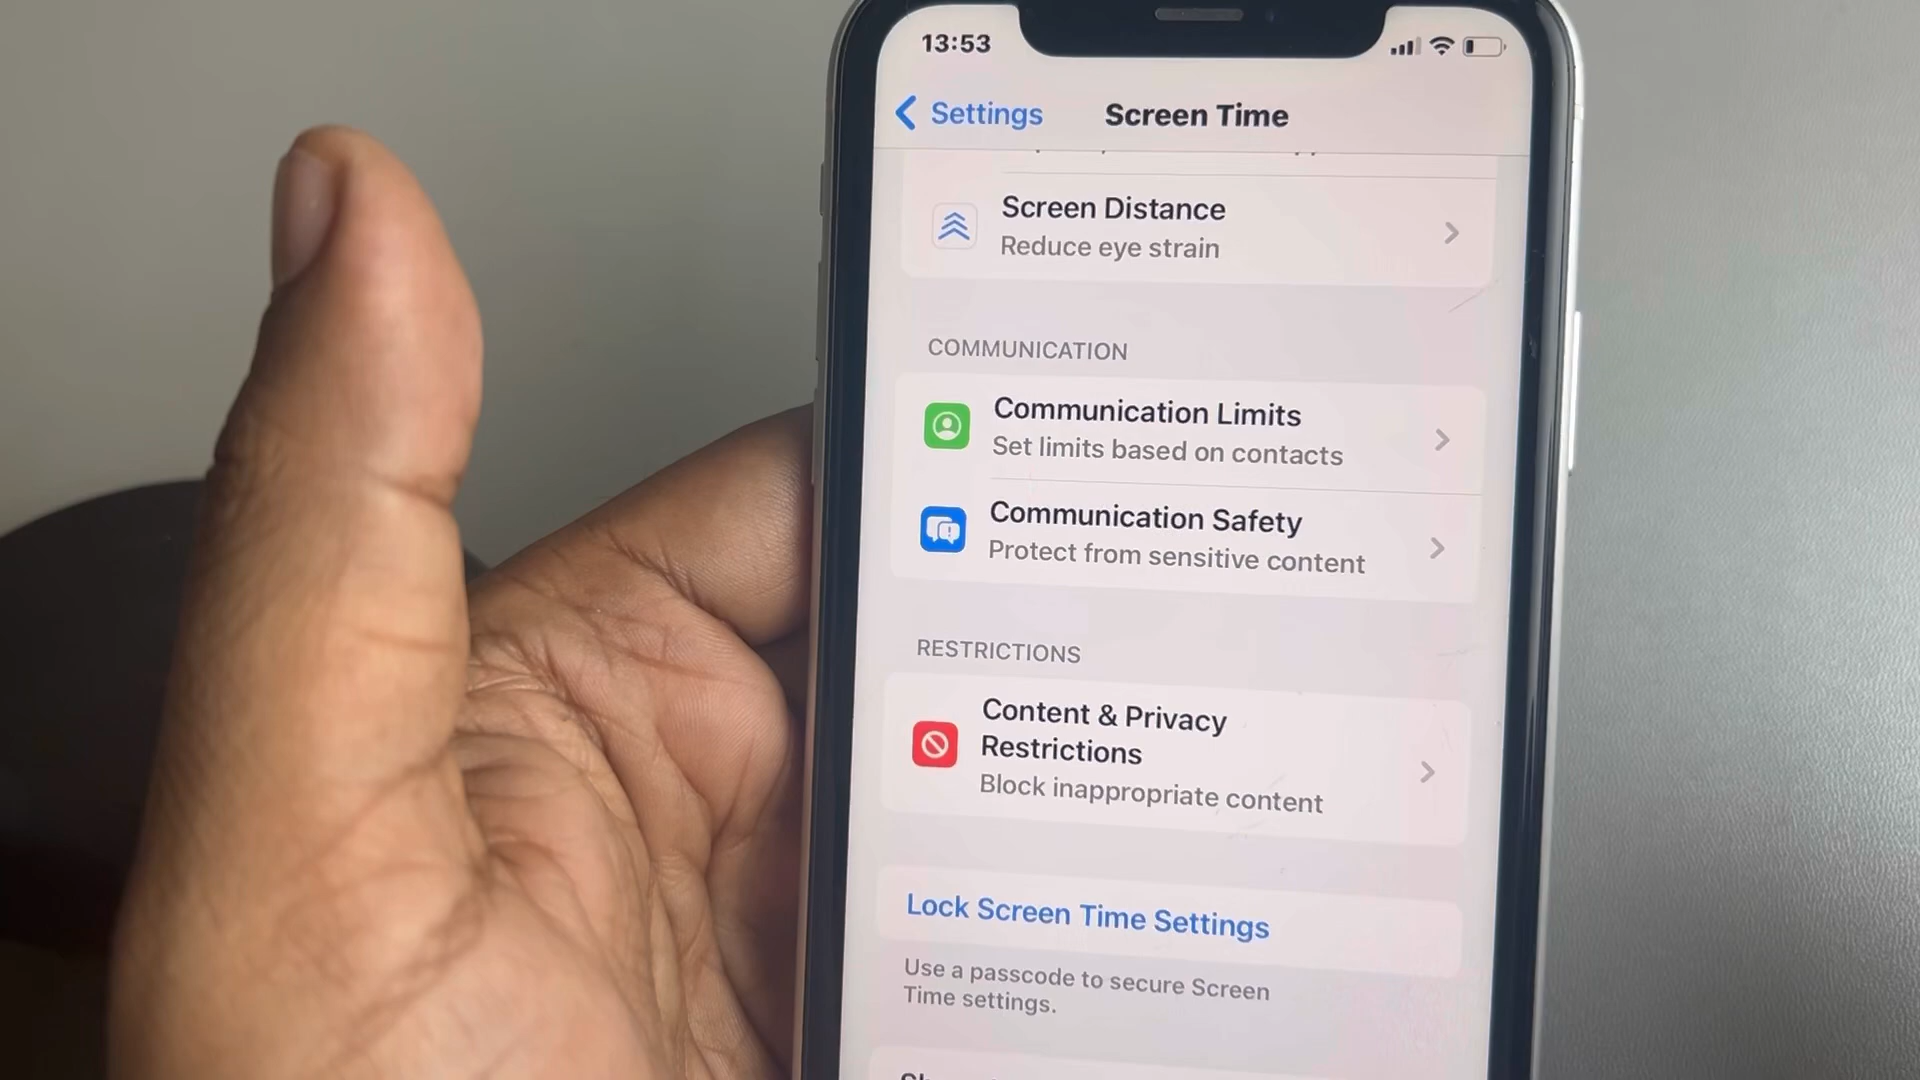 13:53
Settings
Screen Time
Screen Distance
Reduce eye strain
COMMUNICATION
Communication Limits
Set limits based on contacts
Communication Safety
Protect from sensitive content
RESTRICTIONS
Content & Privacy
Restrictions
Block inappropriate content
Lock Screen Time Settings
Use a passcode to secure Screen
Time settings.